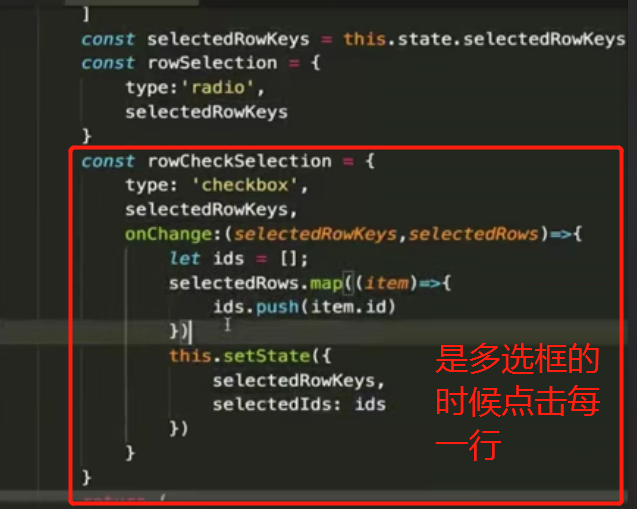 ]
const selectedRowKeys = this.state.selectedRowKeys
const rowSelection = {
type:'radio',
selectedRowKeys
}
const rowCheckSelection = {
type: 'checkbox',
selectedRowKeys,
onChange:(selectedRowKeys,selectedRows)=>{
let ids = [];
selectedRows.map((item)=>{
ids.push(item.id)
})
this.setState({
selectedRowKeys,
selectedIds: ids
})
}
}
return (
是多选框的
时候点击每
一行